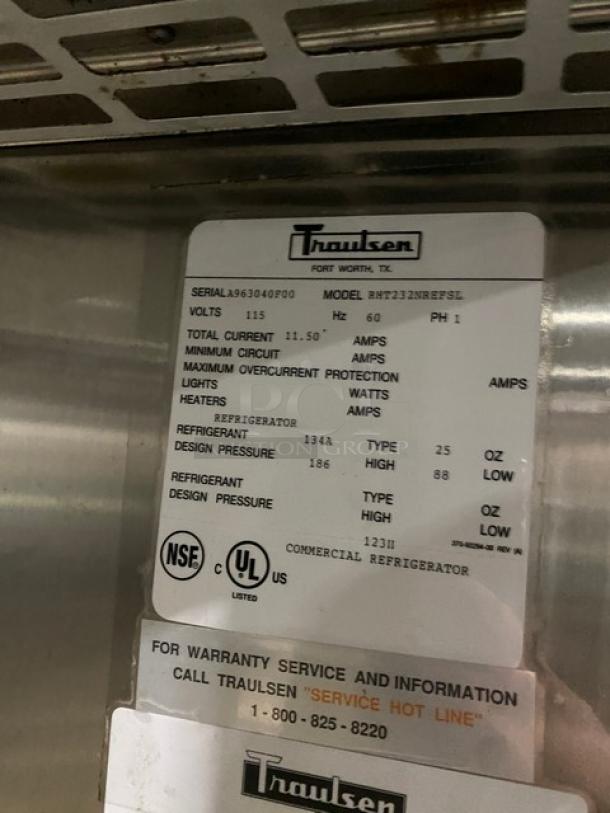 Traulsen
FORT WORTH, TX.
SERIAL A963040F00 MODEL RHT232NREFSL
VOLTS 115 Hz 60 PH 1
TOTAL CURRENT 11.50 AMPS
MINIMUM CIRCUIT AMPS
MAXIMUM OVERCURRENT PROTECTION AMPS
LIGHTS WATTS
HEATERS AMPS
REFRIGERATOR
REFRIGERANT 134A TYPE 25 OZ
DESIGN PRESSURE 186 HIGH 88 LOW
REFRIGERANT TYPE OZ
DESIGN PRESSURE HIGH LOW
123H
COMMERCIAL REFRIGERATOR
NSF
C UL US
LISTED
FOR WARRANTY SERVICE AND INFORMATION
CALL TRAULSEN "SERVICE HOT LINE"
1-800-825-8220
Traulsen